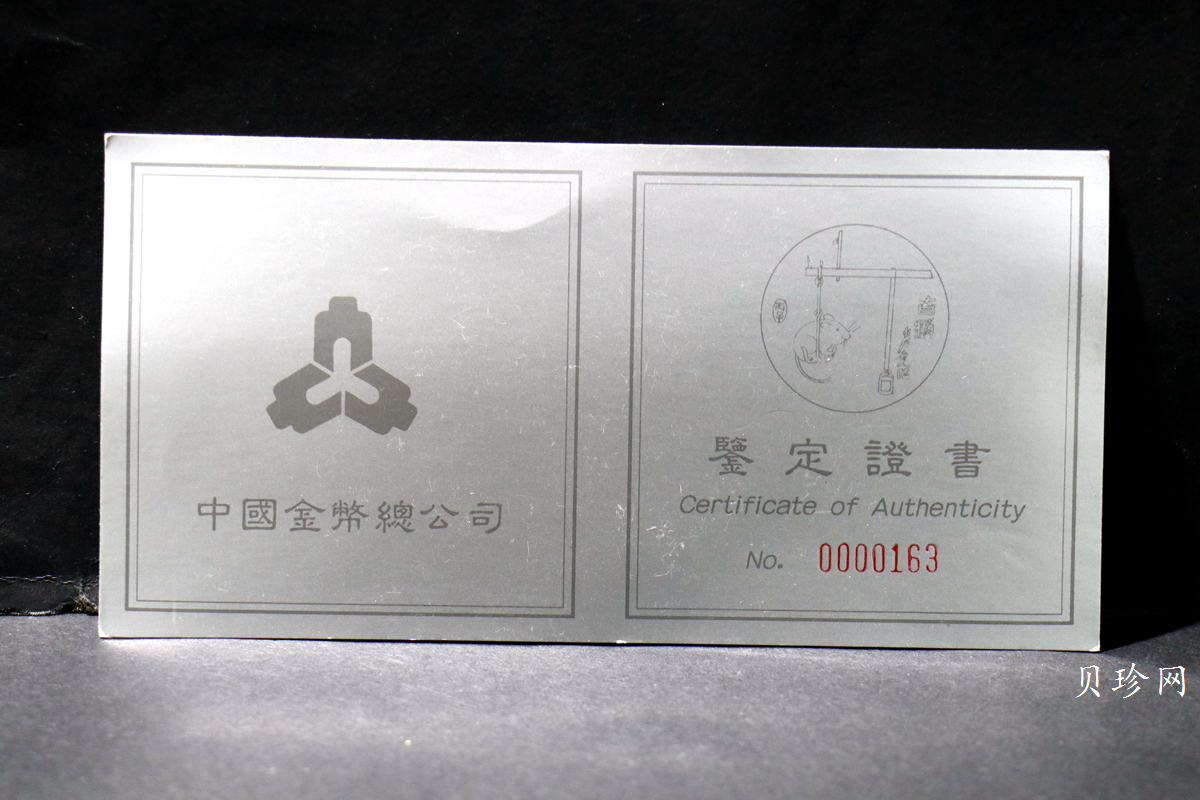 中國金幣總公司
鑒定證書
Certificate of Authenticity
No. 0000163
贝珍网